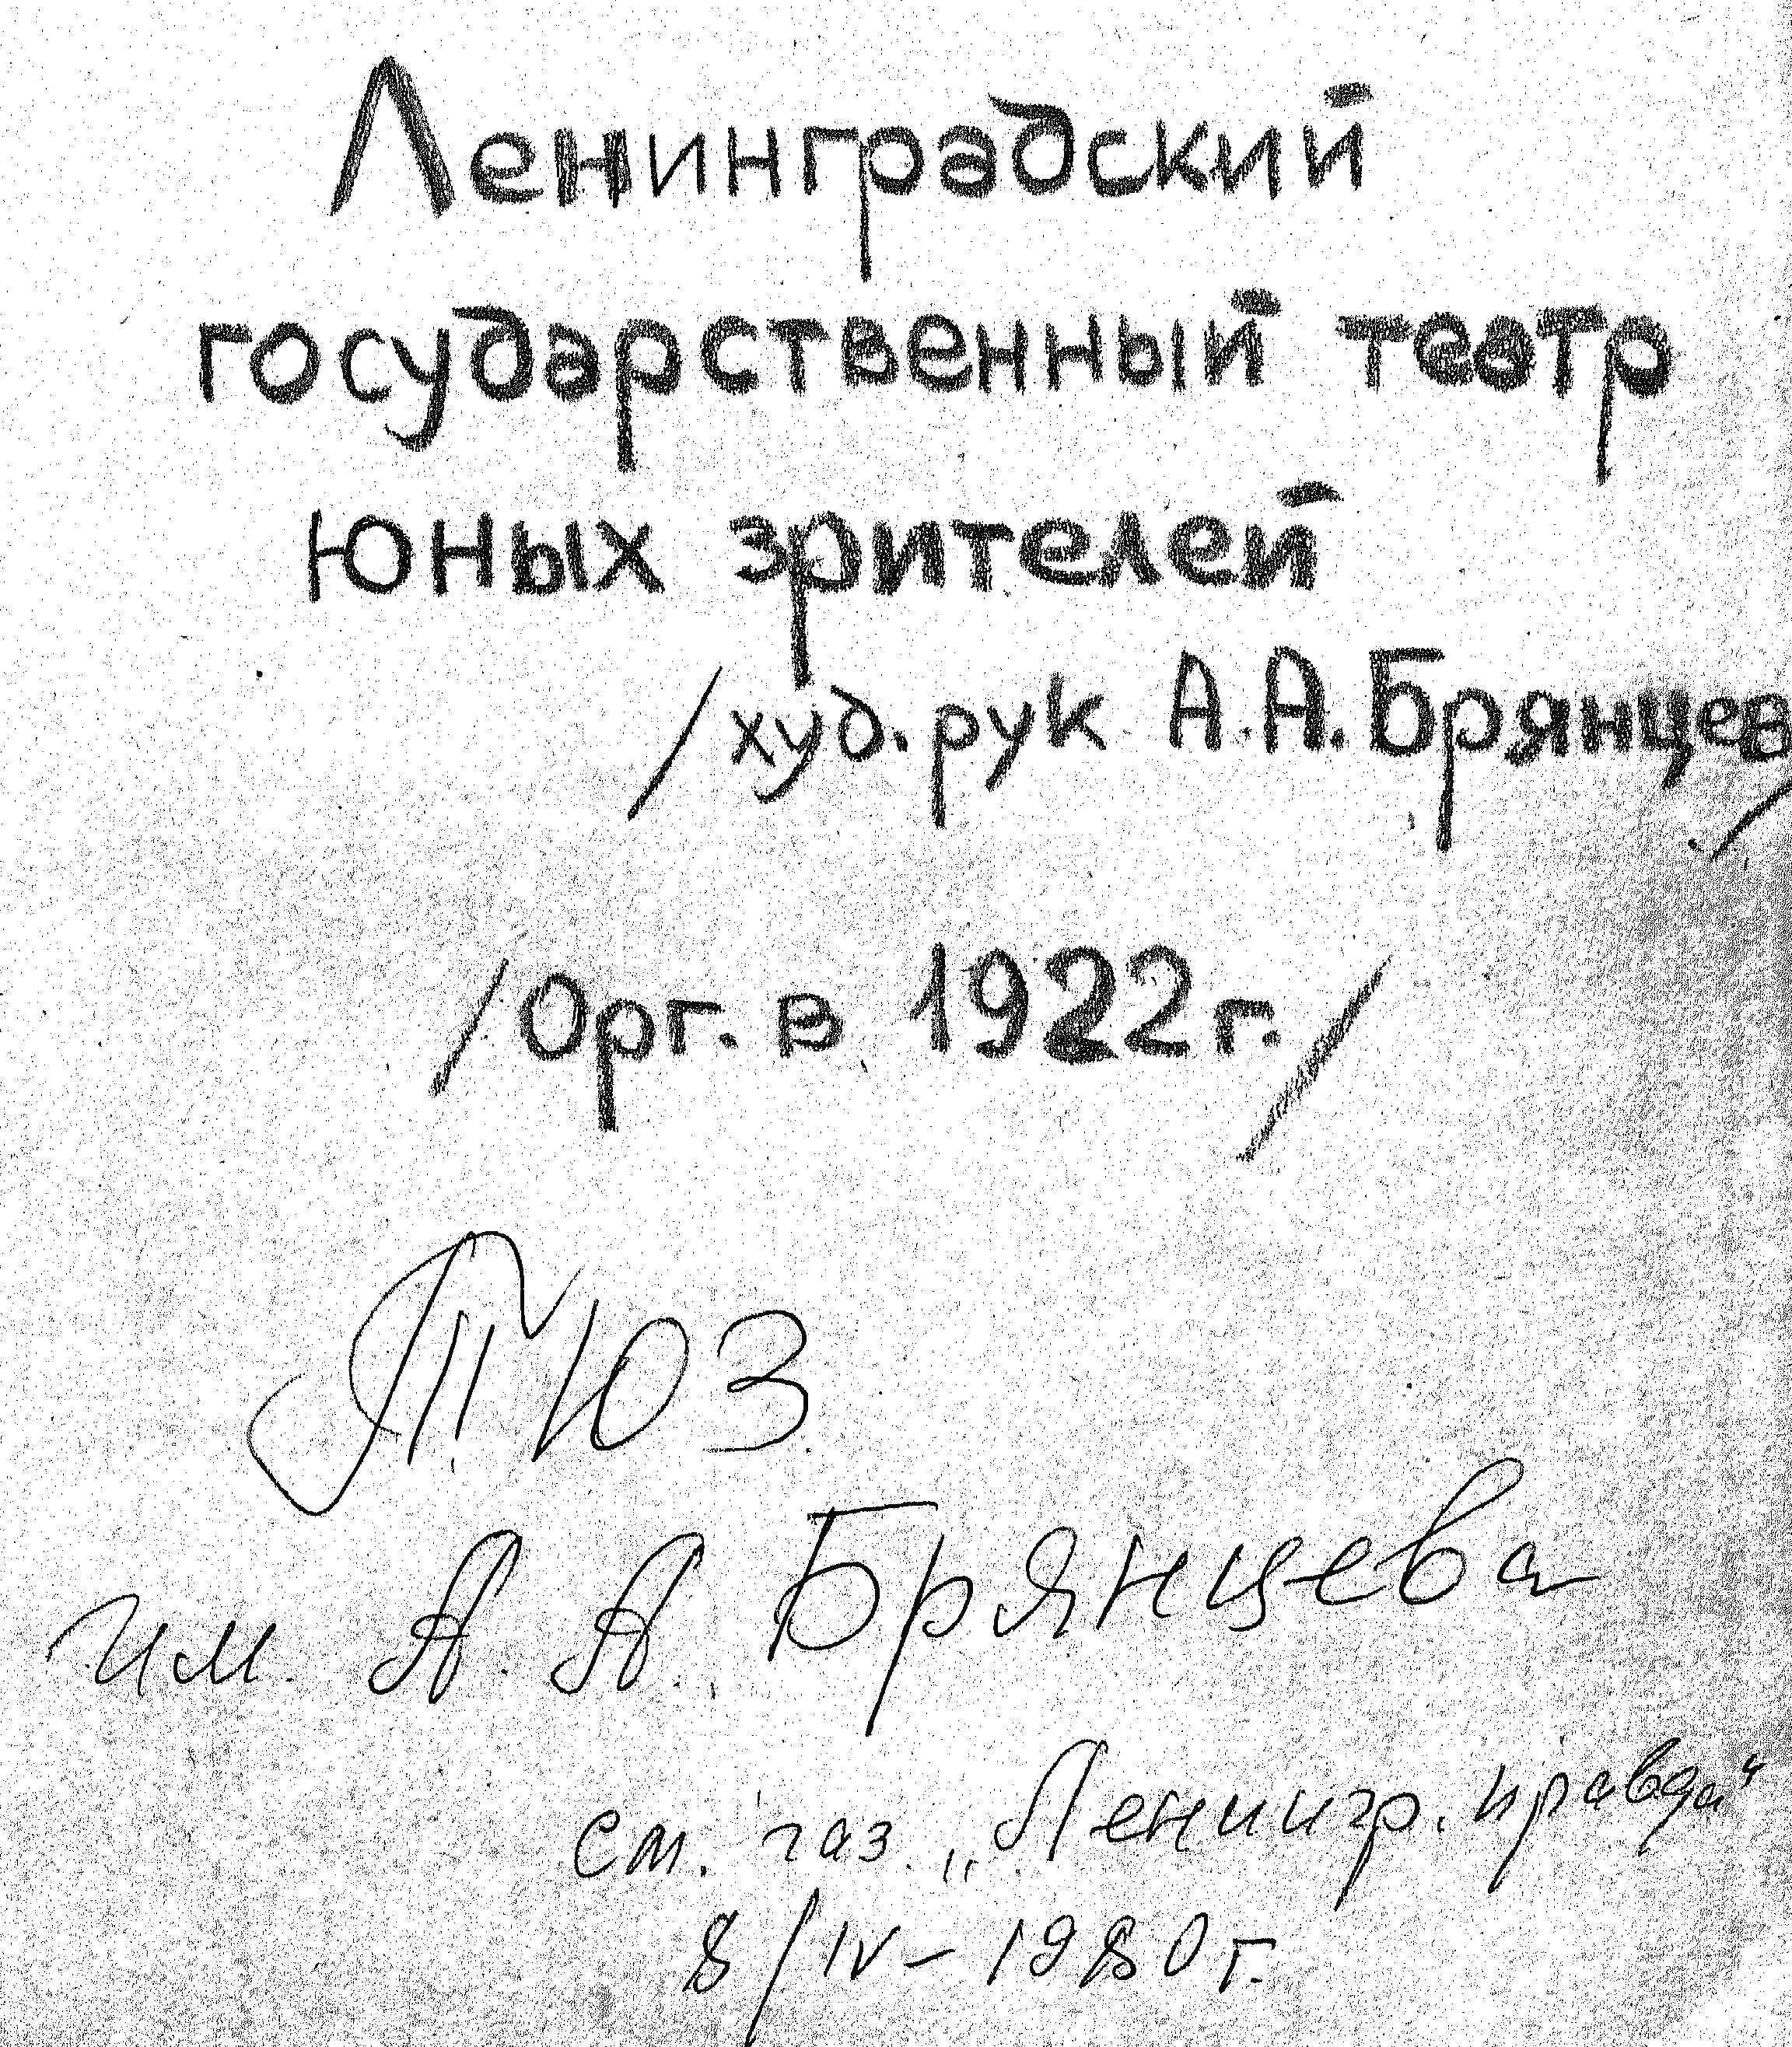 Ленинградский
государственный театр
юных зрителей
/худ. рук А.А. Брянцев
/
/Орг. в 1922 г./
ТЮЗ
им. А. А. Брянцева
см. газ. „Ленингр. правда"
8/IV – 1980 г.